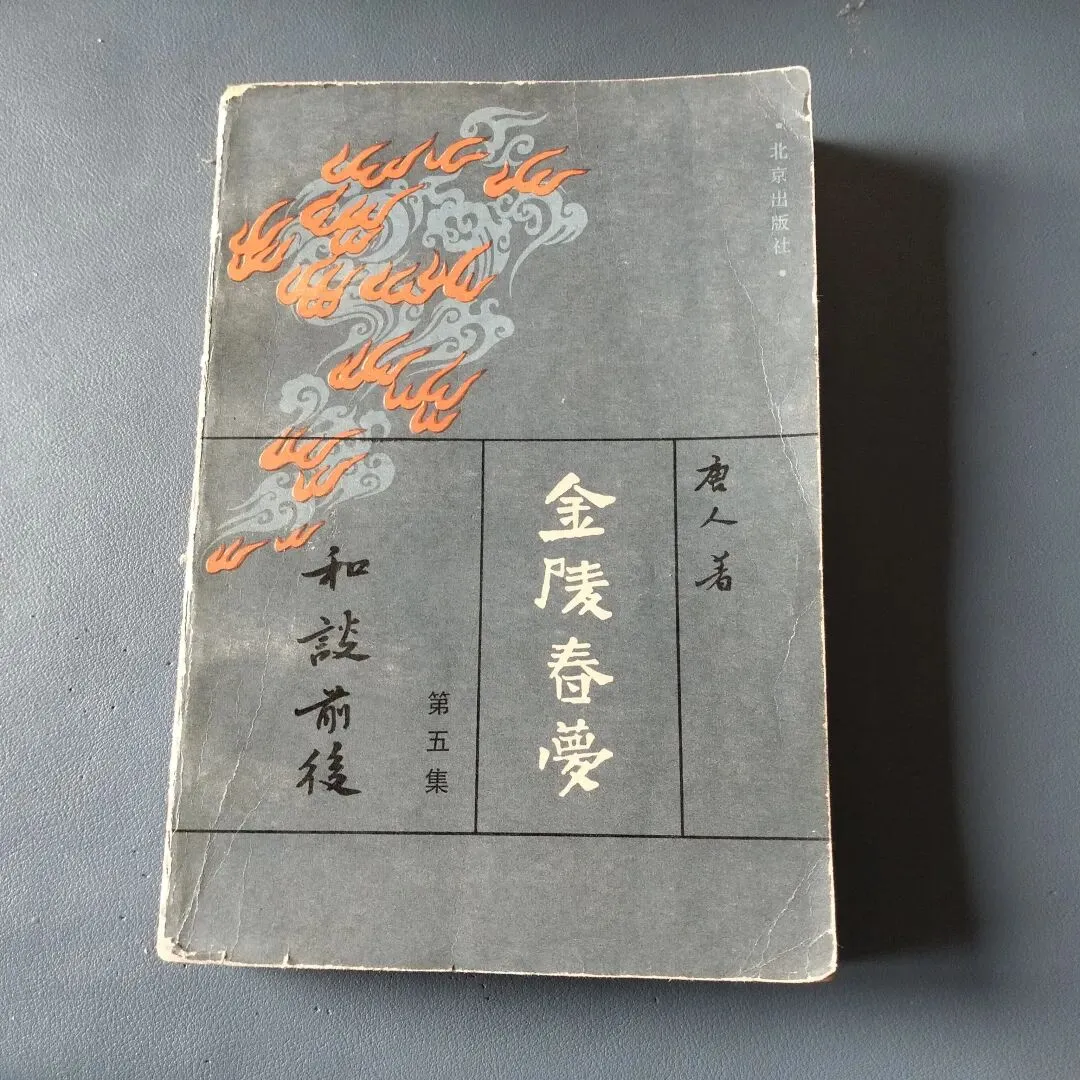 ·北京出版社·
唐人著
金陵春夢
第五集
和談前後